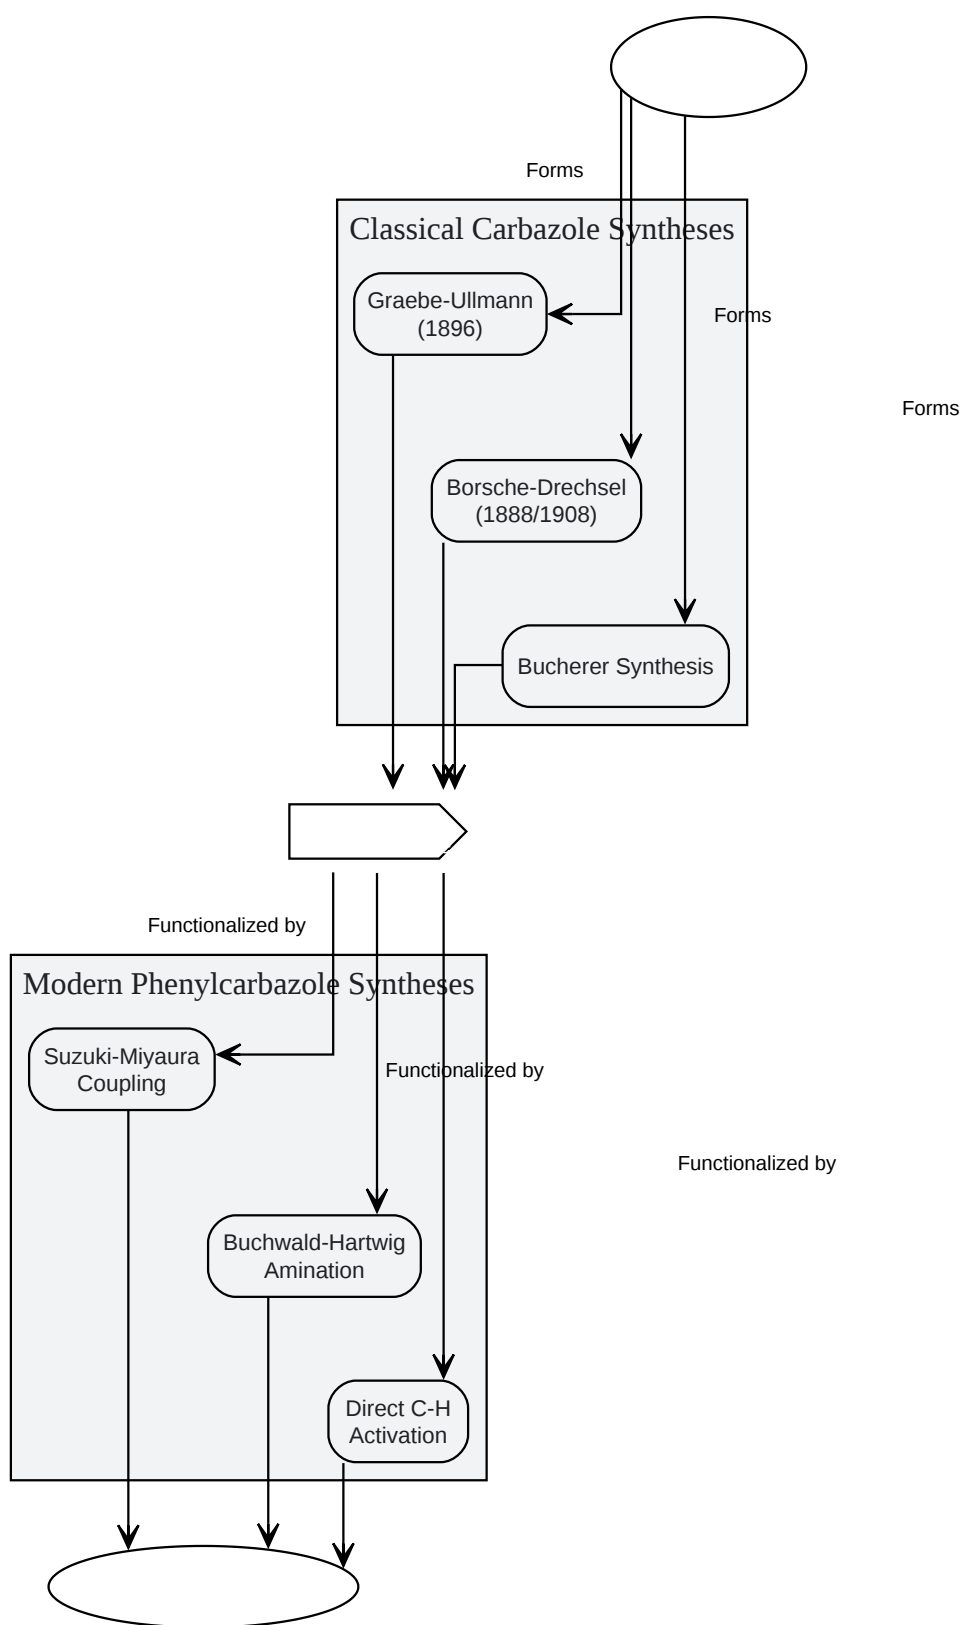 Forms
Classical Carbazole Syntheses
Graebe-Ullmann
(1896)
Forms
Forms
Borsche-Drechsel
(1888/1908)
Bucherer Synthesis
Functionalized by
Modern Phenylcarbazole Syntheses
Suzuki-Miyaura
Coupling
Functionalized by
Functionalized by
Buchwald-Hartwig
Amination
Direct C-H
Activation